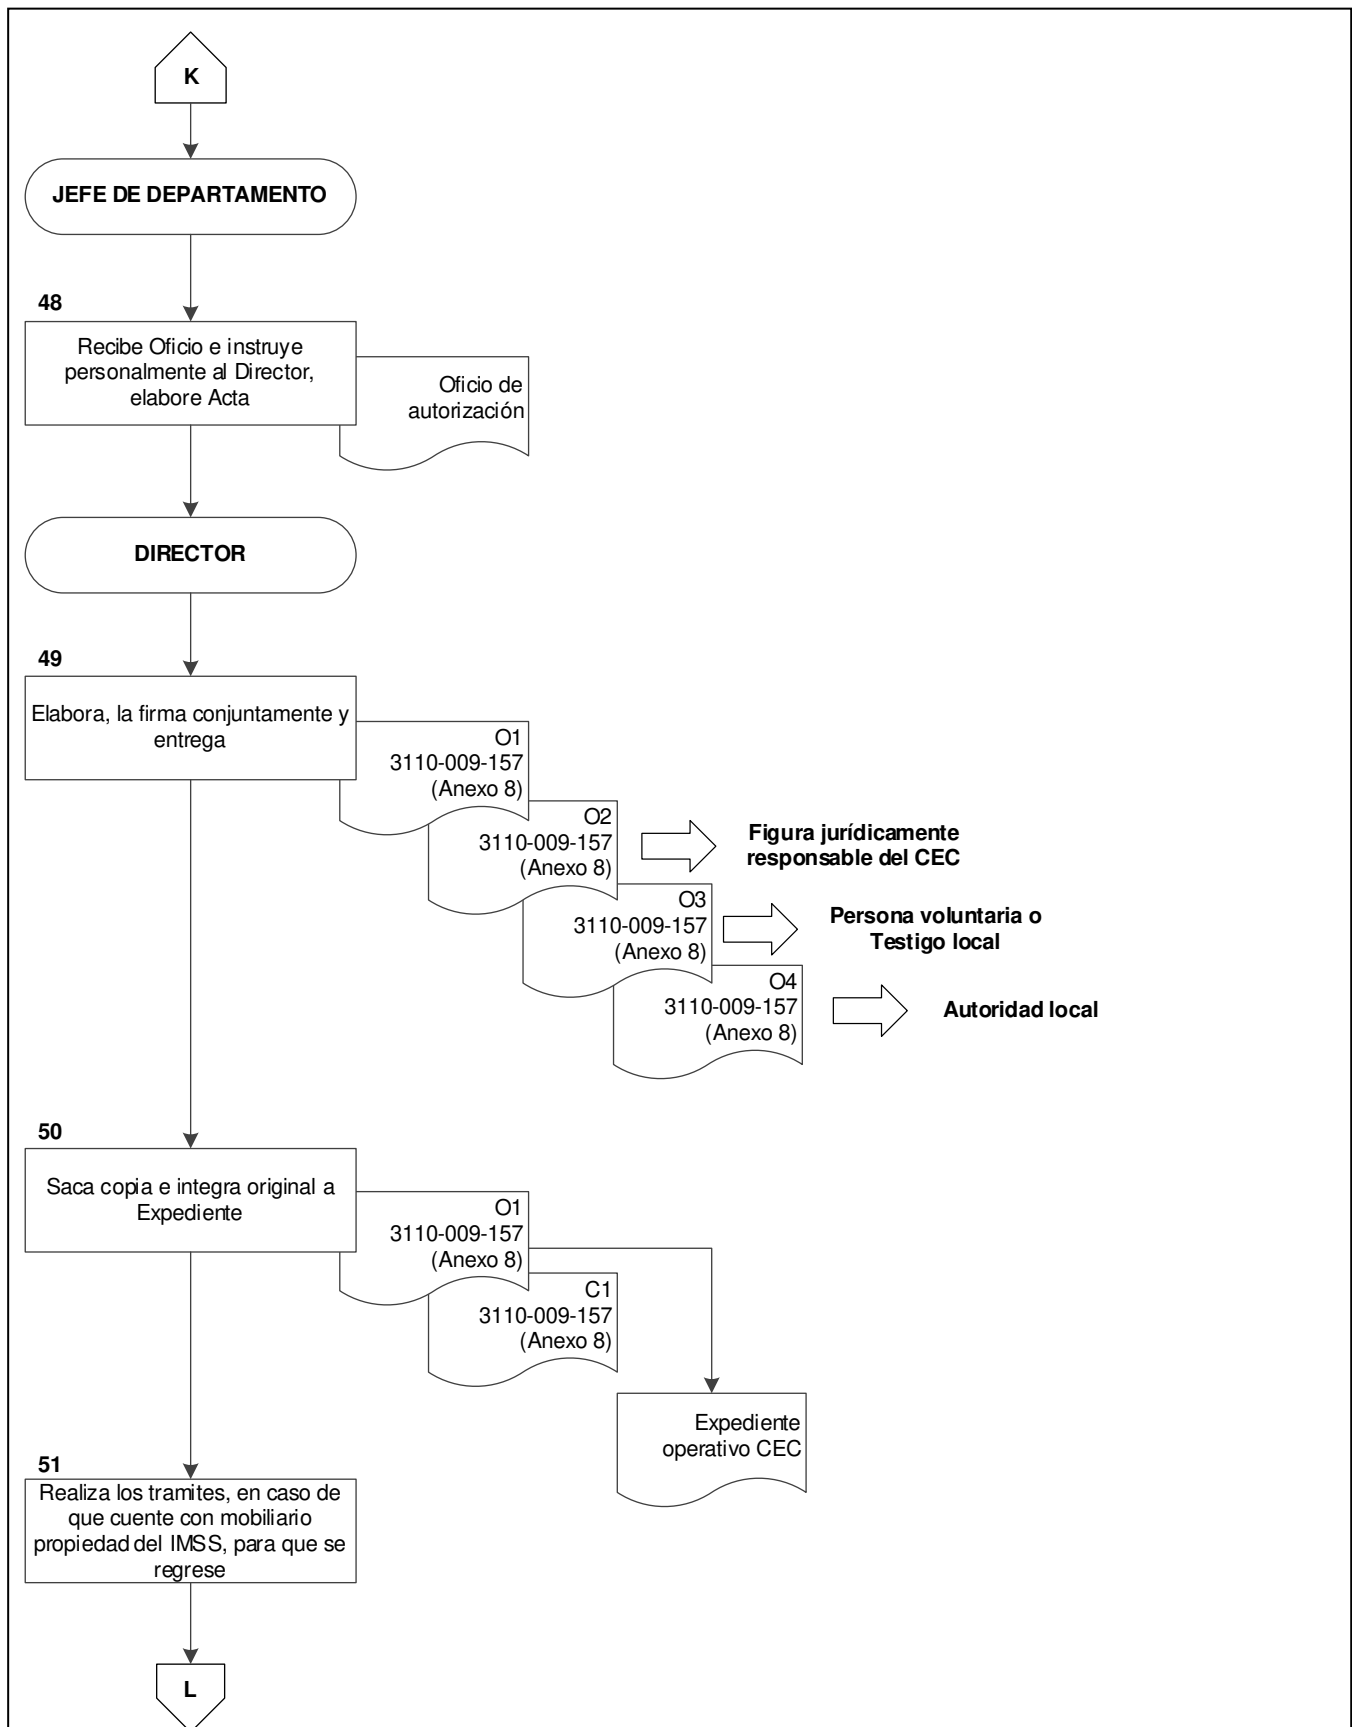 K
JEFE DE DEPARTAMENTO
48
Recibe Oficio e instruye
personalmente al Director,
elabore Acta
Oficio de
autorización
DIRECTOR
49
Elabora, la firma conjuntamente y
entrega
O1
3110-009-157
(Anexo 8)
O2
3110-009-157
(Anexo 8)
Figura jurídicamente
responsable del CEC
O3
3110-009-157
(Anexo 8)
Persona voluntaria o
Testigo local
O4
3110-009-157
(Anexo 8)
Autoridad local
50
Saca copia e integra original a
Expediente
O1
3110-009-157
(Anexo 8)
C1
3110-009-157
(Anexo 8)
Expediente
operativo CEC
51
Realiza los tramites, en caso de
que cuente con mobiliario
propiedad del IMSS, para que se
regrese
L